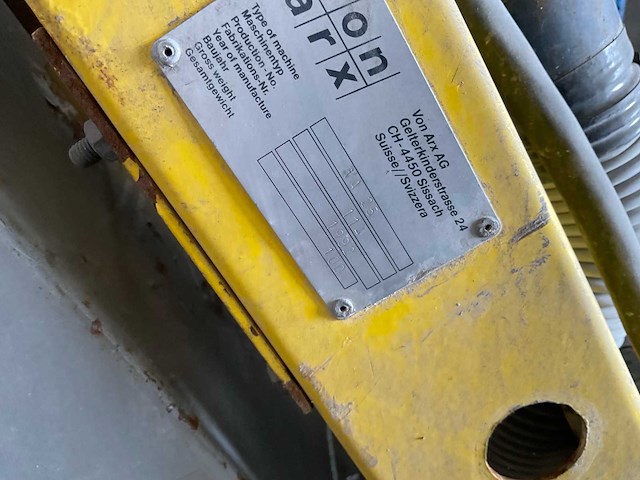 von
arx
Type of machine
Maschinentyp
Production-No.
Fabrikations-Nr.
Year of manufacture
Baujahr
Gross weight
Gesamtgewicht
Von Arx AG
Gelterkinderstrasse 24
CH-4450 Sissach
Suisse//Svizzera